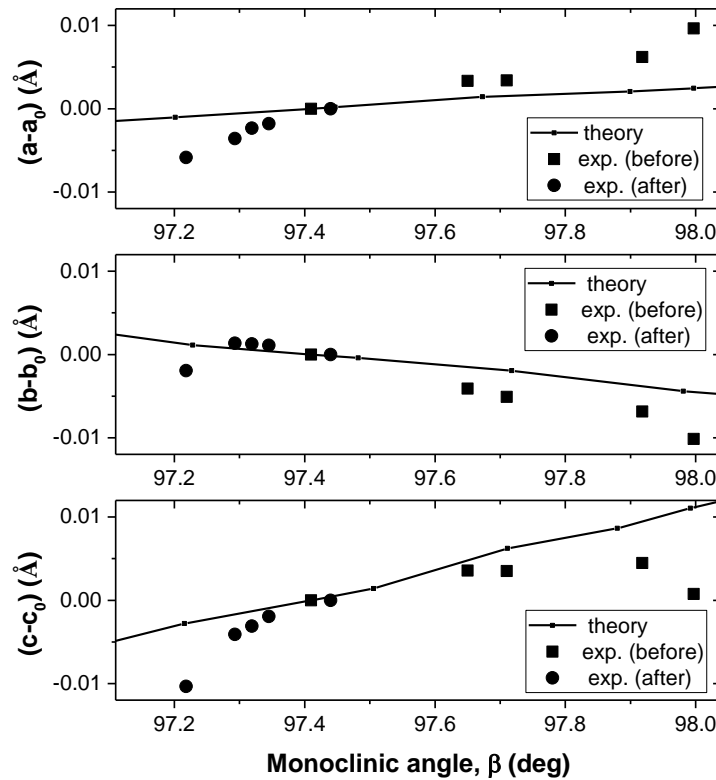 0.01
0.00
-0.01
(a-a0) (Å)
theory
exp. (before)
exp. (after)
97.2 97.4 97.6 97.8 98.0
0.01
0.00
-0.01
(b-b0) (Å)
theory
exp. (before)
exp. (after)
97.2 97.4 97.6 97.8 98.0
0.01
0.00
-0.01
(c-c0) (Å)
theory
exp. (before)
exp. (after)
97.2 97.4 97.6 97.8 98.0
Monoclinic angle, β (deg)